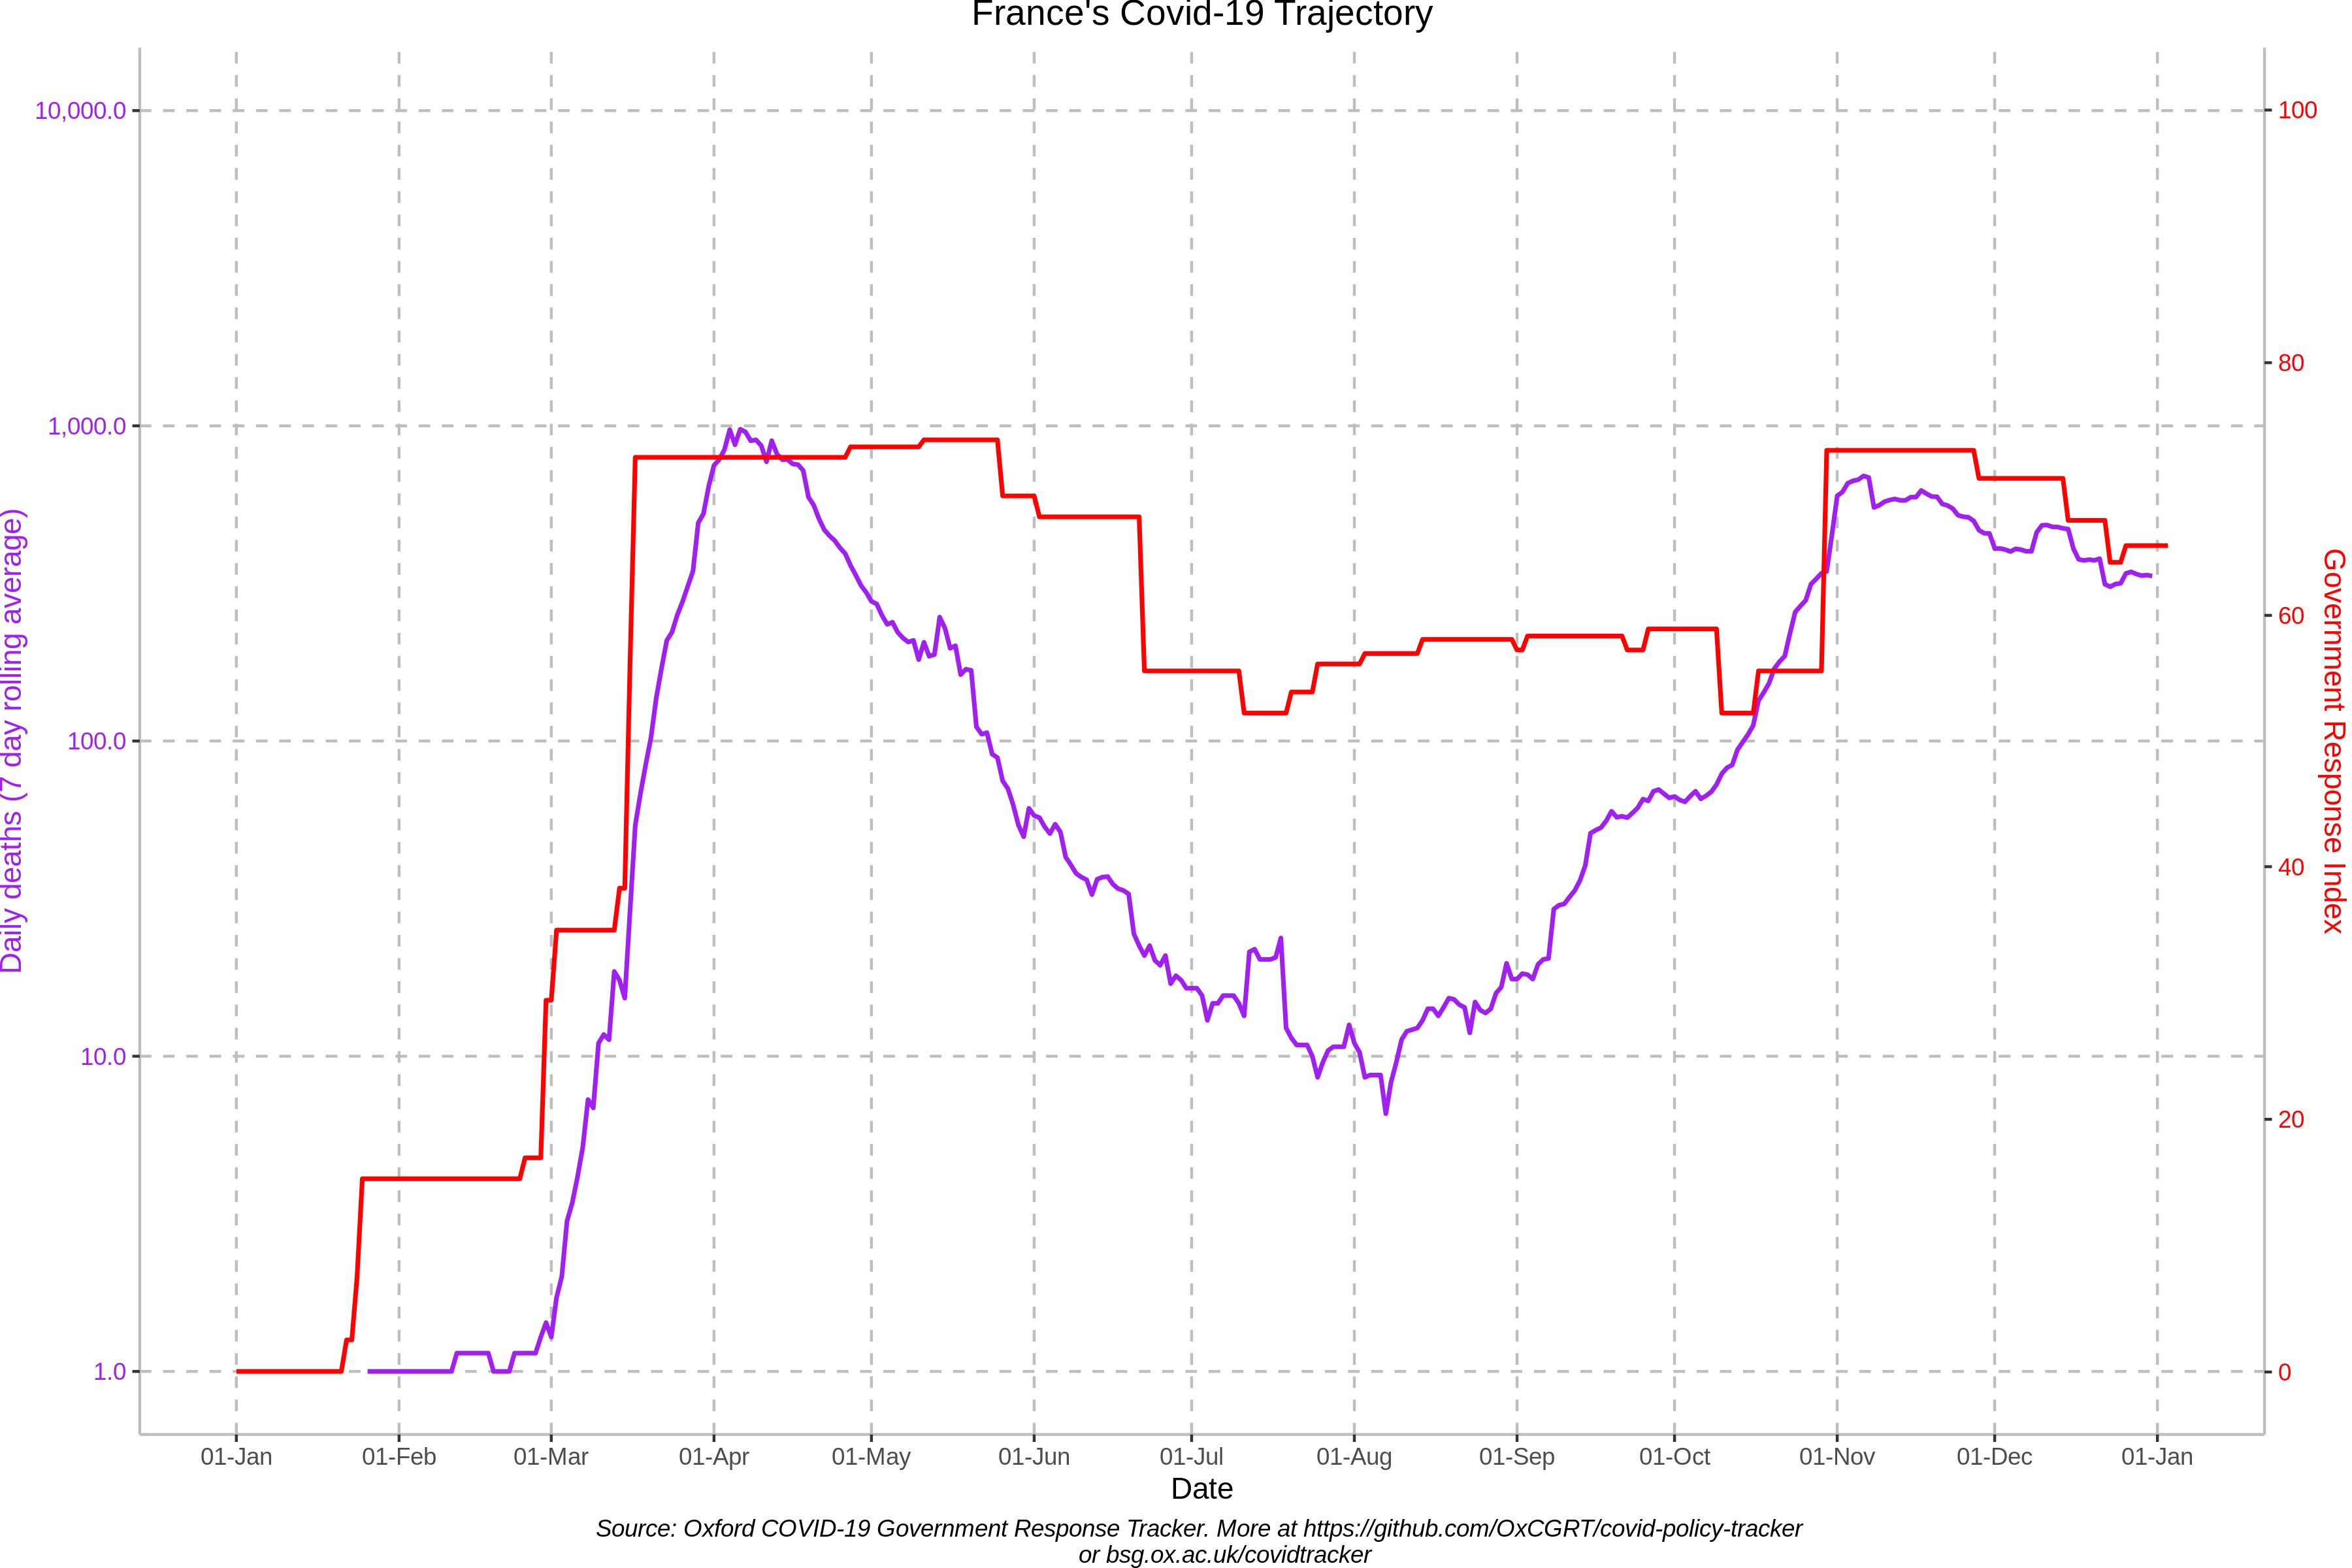 France's Covid-19 Trajectory
10,000.0
1,000.0
100.0
10.0
1.0
Daily deaths (7 day rolling average)
100
80
60
40
20
0
Government Response Index
01-Jan 01-Feb 01-Mar 01-Apr 01-May 01-Jun 01-Jul 01-Aug 01-Sep 01-Oct 01-Nov 01-Dec 01-Jan
Date
Source: Oxford COVID-19 Government Response Tracker. More at https://github.com/OxCGRT/covid-policy-tracker
or bsg.ox.ac.uk/covidtracker